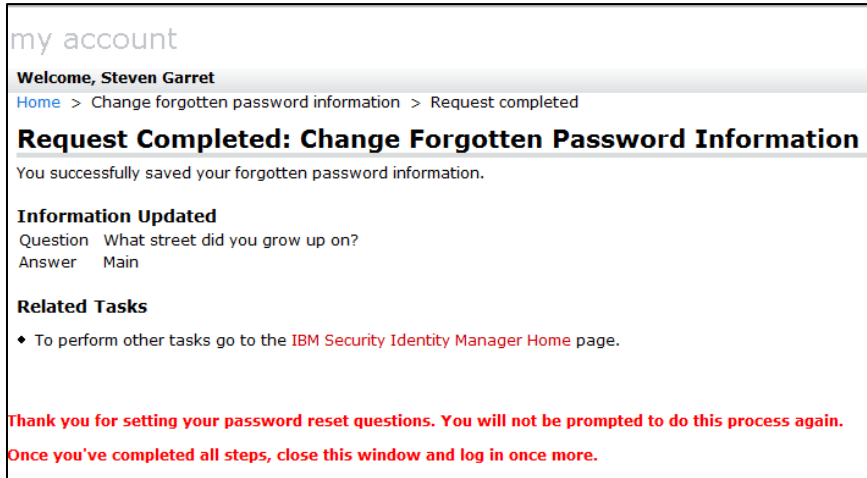 my account
Welcome, Steven Garret
Home > Change forgotten password information > Request completed
Request Completed: Change Forgotten Password Information
You successfully saved your forgotten password information.
Information Updated
Question What street did you grow up on?
Answer Main
Related Tasks
◆ To perform other tasks go to the IBM Security Identity Manager Home page.
Thank you for setting your password reset questions. You will not be prompted to do this process again.
Once you've completed all steps, close this window and log in once more.